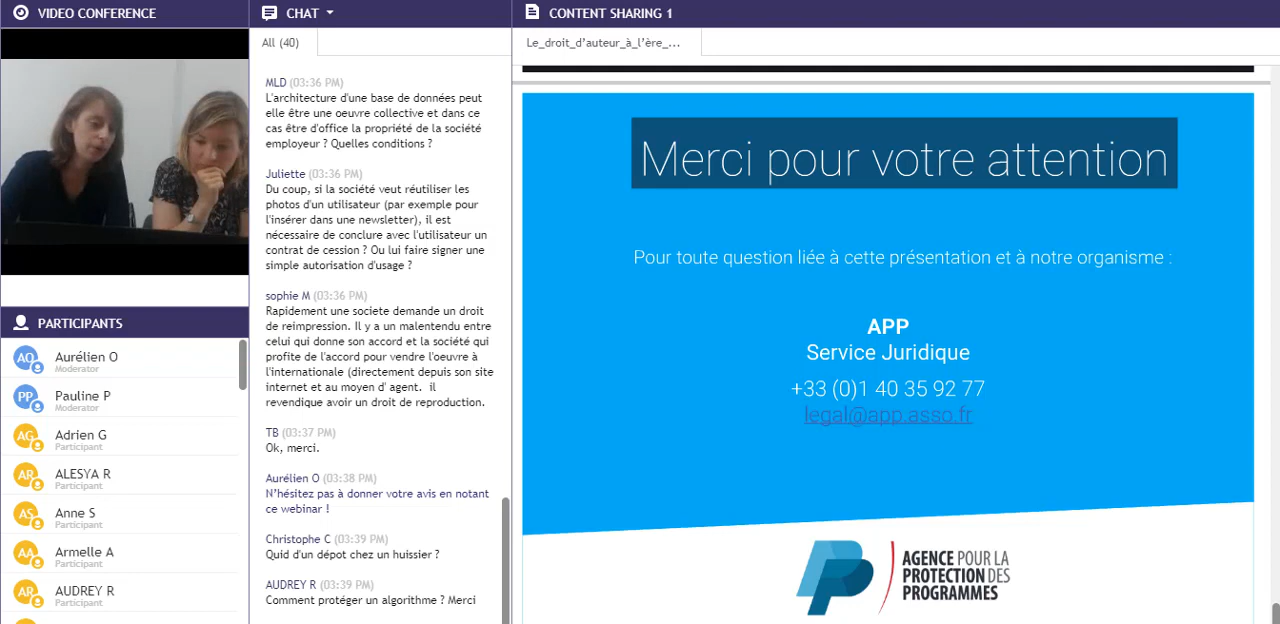 VIDEO CONFERENCE
CHAT
All (40)
MLD (03:36 PM)
L'architecture d'une base de données peut
elle être une oeuvre collective et dans ce
cas être d'office la propriété de la société
employeur ? Quelles conditions ?
Juliette (03:36 PM)
Du coup, si la société veut réutiliser les
photos d'un utilisateur (par exemple pour
l'insérer dans une newsletter), il est
nécessaire de conclure avec l'utilisateur un
contrat de cession ? Ou lui faire signer une
simple autorisation d'usage ?
sophie M (03:36 PM)
Rapidement une societe demande un droit
de reimpression. Il y a un malentendu entre
celui qui donne son accord et la société qui
profite de l'accord pour vendre l'oeuvre à
l'internationale (directement depuis son site
internet et au moyen d' agent. il
revendique avoir un droit de reproduction.
TB (03:37 PM)
Ok, merci.
Aurélien O (03:38 PM)
N'hésitez pas à donner votre avis en notant
ce webinar !
Christophe C (03:39 PM)
Quid d'un dépot chez un huissier ?
AUDREY R (03:39 PM)
Comment protéger un algorithme ? Merci
PARTICIPANTS
AO Aurélien O
Moderator
PP Pauline P
Moderator
AG Adrien G
Participant
AR ALESYA R
Participant
AS Anne S
Participant
AA Armelle A
Participant
AR AUDREY R
Participant
CONTENT SHARING 1
Le_droit_d'auteur_à_l'ère_...
Merci pour votre attention
Pour toute question liée à cette présentation et à notre organisme :
APP
Service Juridique
+33 (0)1 40 35 92 77
legal@app.asso.fr
AGENCE POUR LA
PROTECTION DES
PROGRAMMES